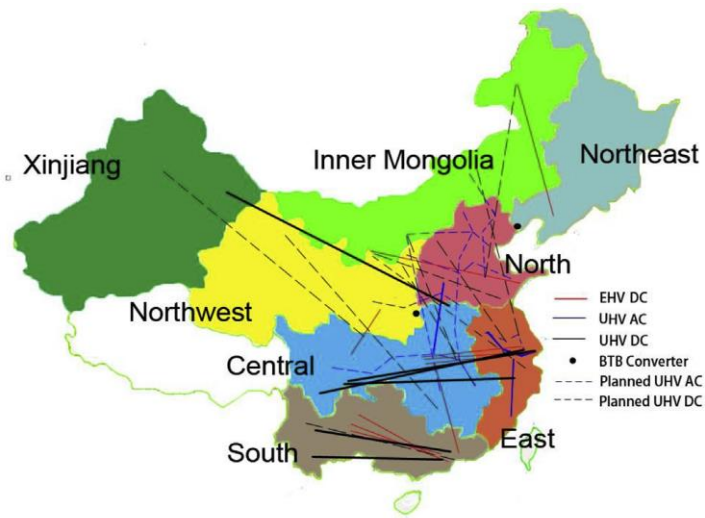 Xinjiang
Inner Mongolia
Northeast
North
Northwest
Central
South
East
EHV DC
UHV AC
UHV DC
BTB Converter
Planned UHV AC
Planned UHV DC